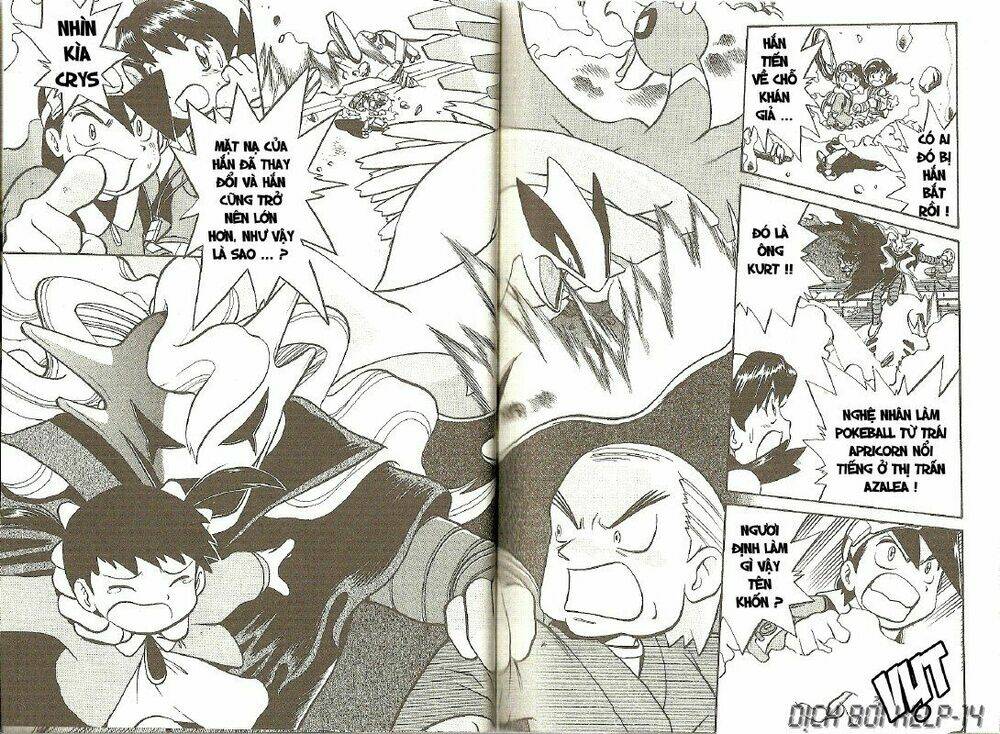 NHÌN
KÌA
CRYS
MẶT NẠ CỦA
HẮN ĐÃ THAY
ĐỔI VÀ HẮN
CŨNG TRỞ
NÊN LỚN
HƠN, NHƯ VẬY
LÀ SAO ... ?
HẮN
TIẾN
VỀ CHỖ
KHÁN
GIẢ ...
CÓ AI
ĐÓ BỊ
HẮN
BẮT
RỒI !
ĐÓ LÀ
ÔNG
KURT !!
NGHỆ NHÂN LÀM
POKEBALL TỪ TRÁI
APRICORN NỔI
TIẾNG Ở THỊ TRẤN
AZALEA !
NGƯƠI
ĐỊNH LÀM
GÌ VẬY
TÊN
KHỐN ?
VỤT
DỊCH BỞI KELP-14